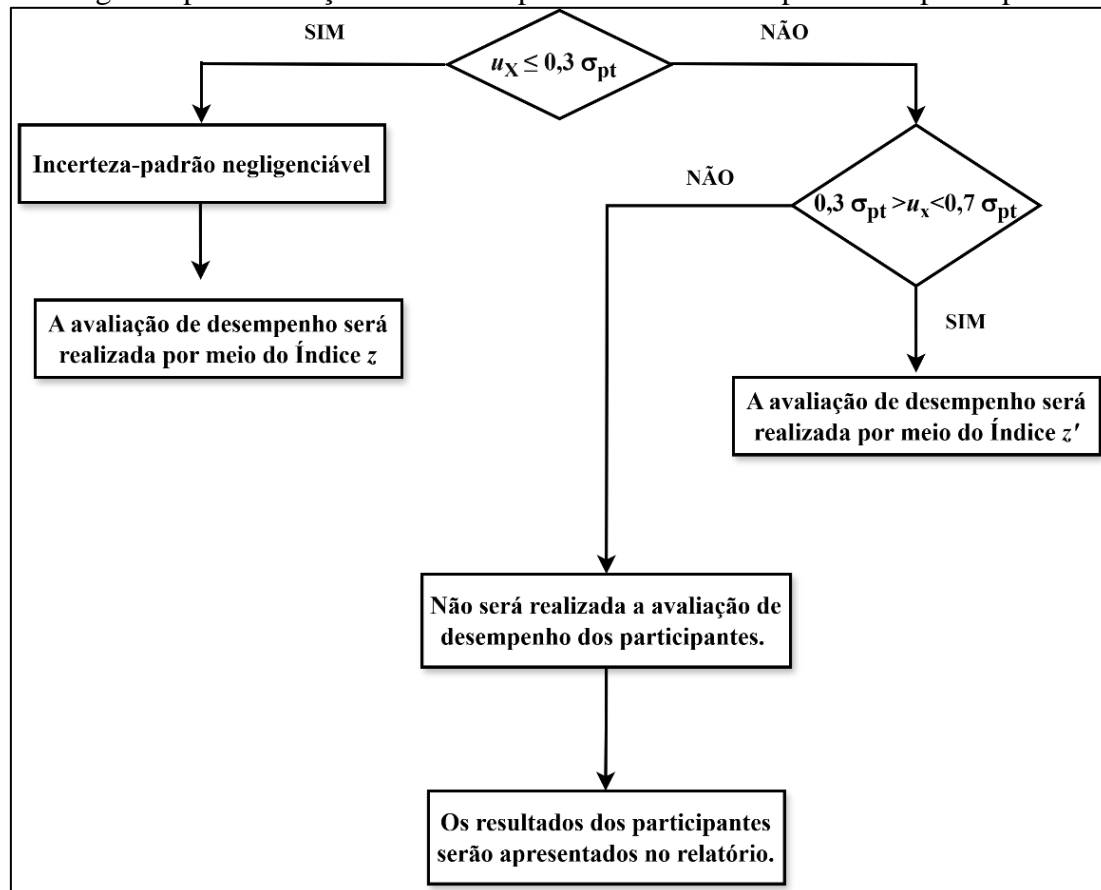 SIM
NÃO
u_X ≤ 0,3 σ_pt
Incerteza-padrão negligenciável
NÃO
0,3 σ_pt >u_x<0,7 σ_pt
A avaliação de desempenho será
realizada por meio do Índice z
SIM
A avaliação de desempenho será
realizada por meio do Índice z'
Não será realizada a avaliação de
desempenho dos participantes.
Os resultados dos participantes
serão apresentados no relatório.